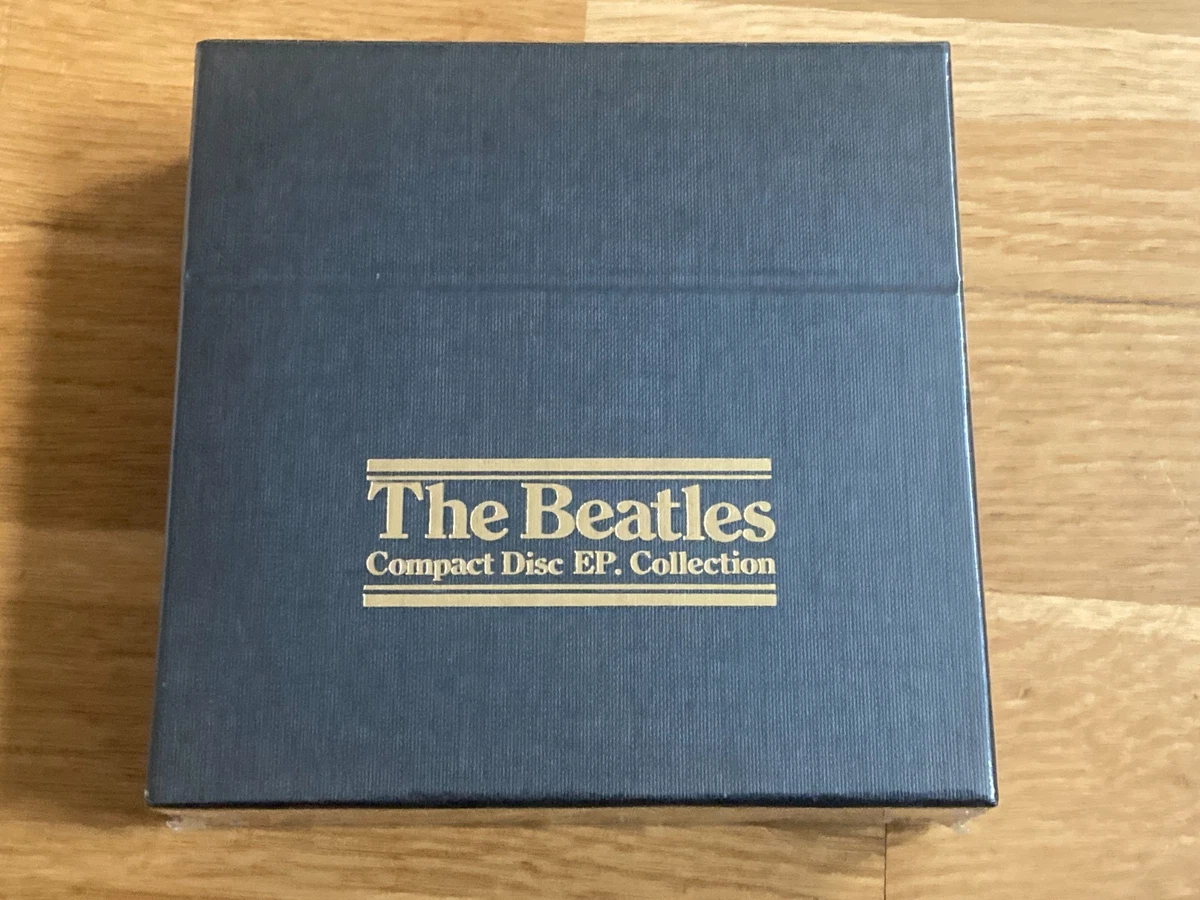 The Beatles
Compact Disc EP. Collection